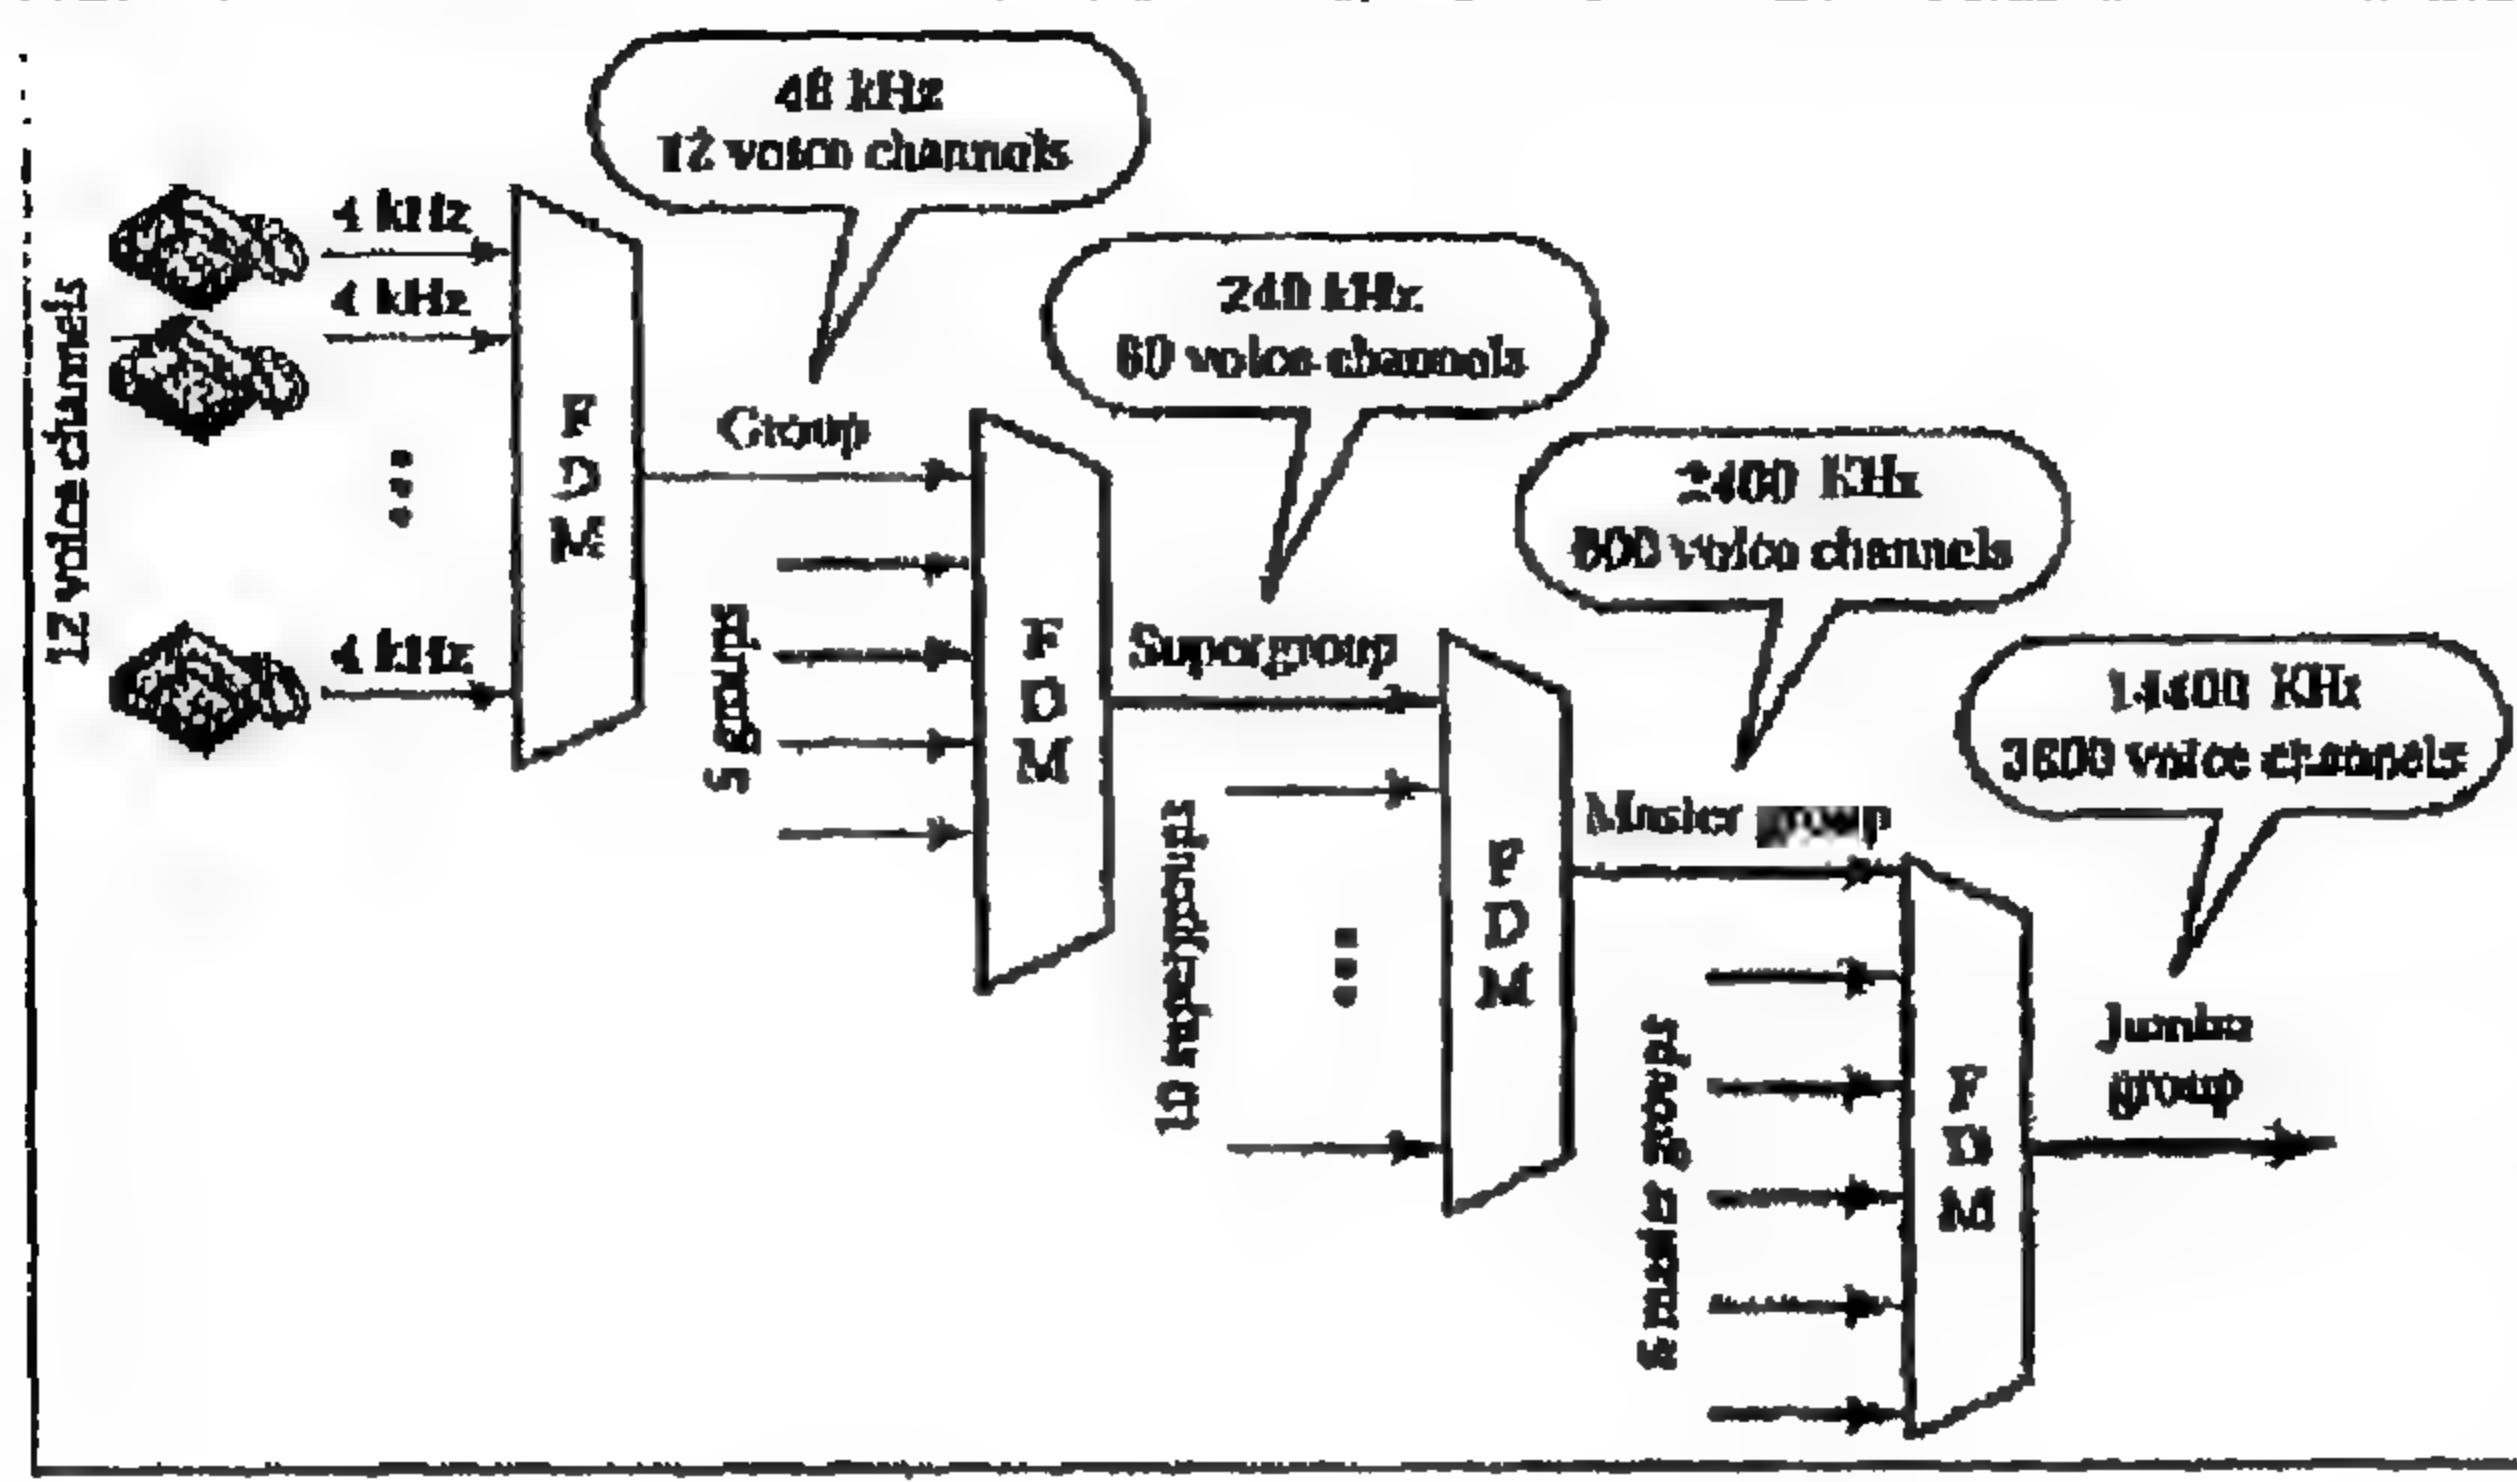 48 kHz
12 voice channels
4 kHz
4 kHz
4 kHz
12 voice channels
F
D
M
Group
240 kHz
60 voice channels
5 groups
F
D
M
Supergroup
2400 KHz
600 voice channels
10 supergroups
F
D
M
Master group
14400 KHz
3600 voice channels
6 master groups
F
D
M
Jumbo
group